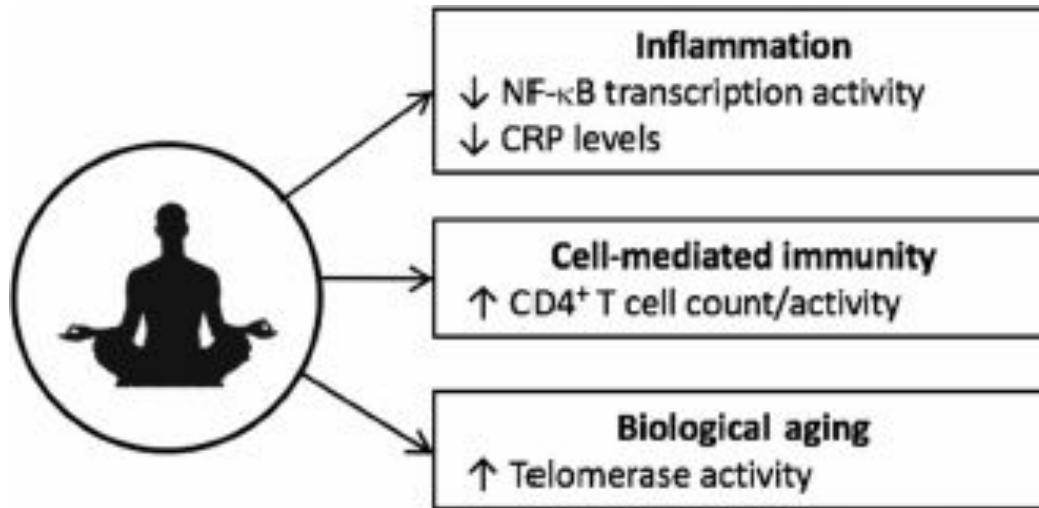 Inflammation
↓ NF-κB transcription activity
↓ CRP levels
Cell-mediated immunity
↑ CD4⁺ T cell count/activity
Biological aging
↑ Telomerase activity